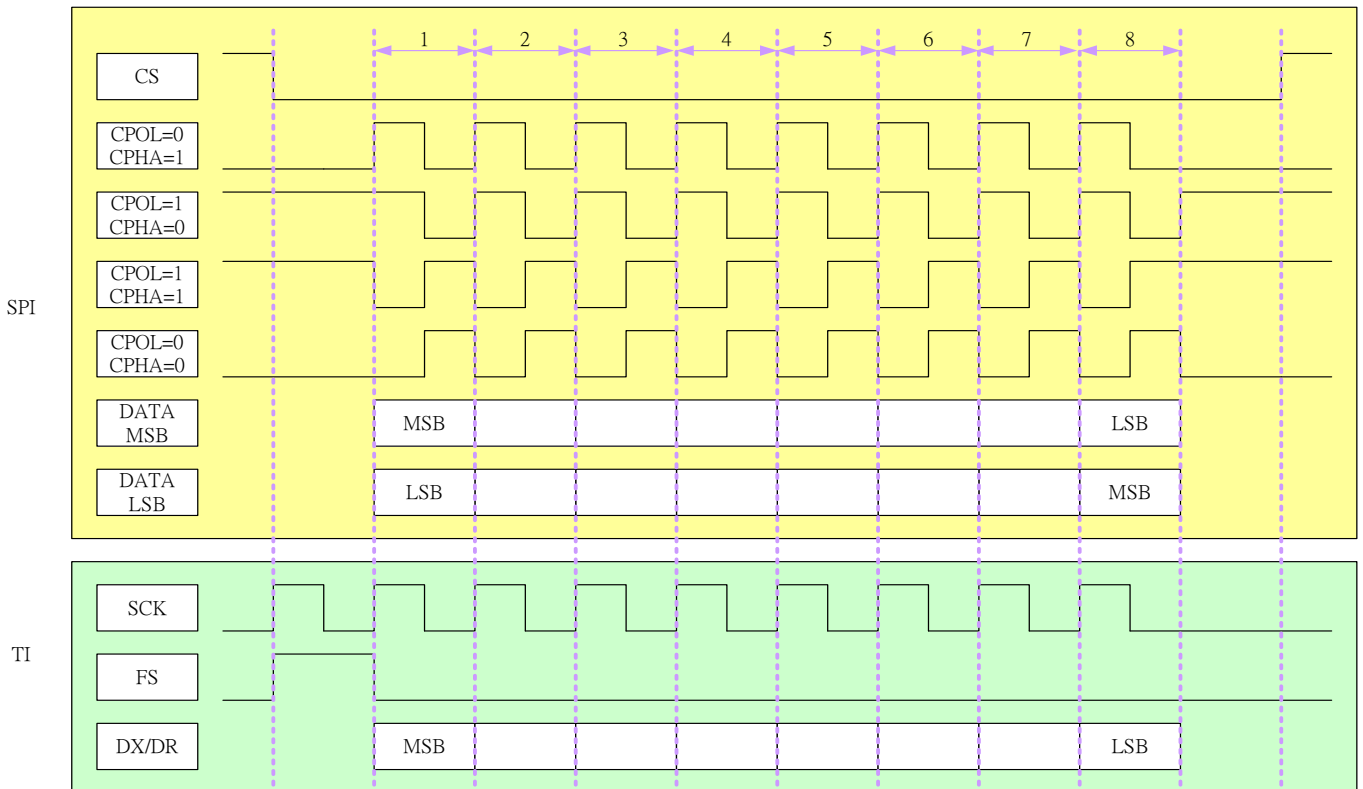 1 2 3 4 5 6 7 8
CS
CPOL=0
CPHA=1
CPOL=1
CPHA=0
CPOL=1
CPHA=1
SPI
CPOL=0
CPHA=0
DATA
MSB
MSB LSB
DATA
LSB
LSB MSB
SCK
TI
FS
DX/DR MSB LSB